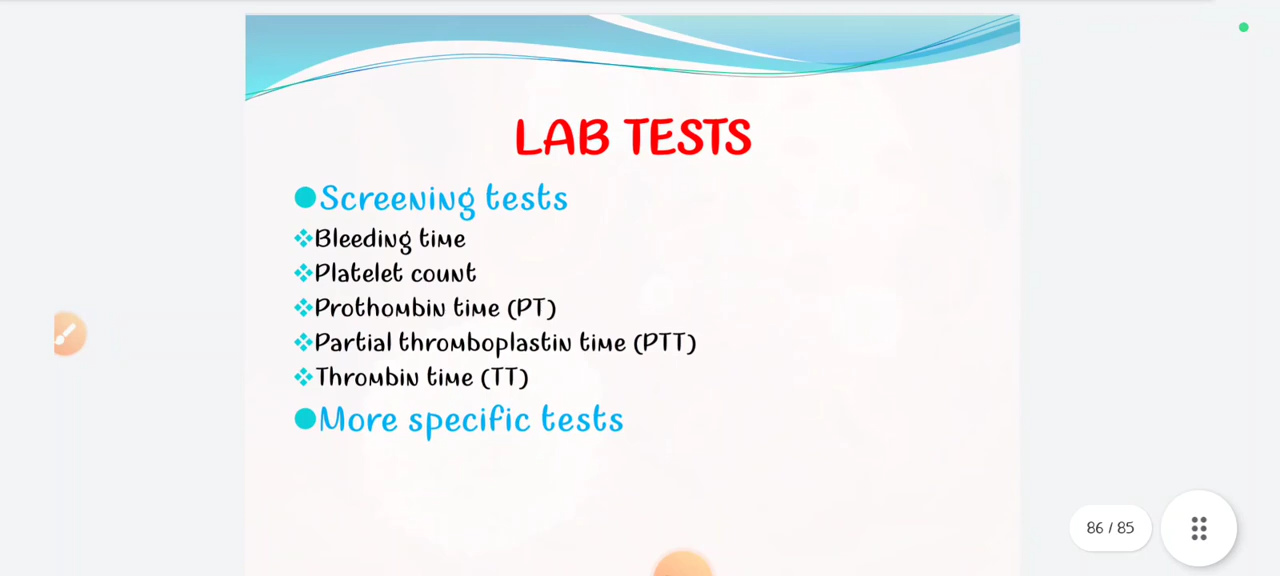 LAB TESTS
Screening tests
Bleeding time
Platelet count
Prothombin time (PT)
Partial thromboplastin time (PTT)
Thrombin time (TT)
More specific tests
86 / 85